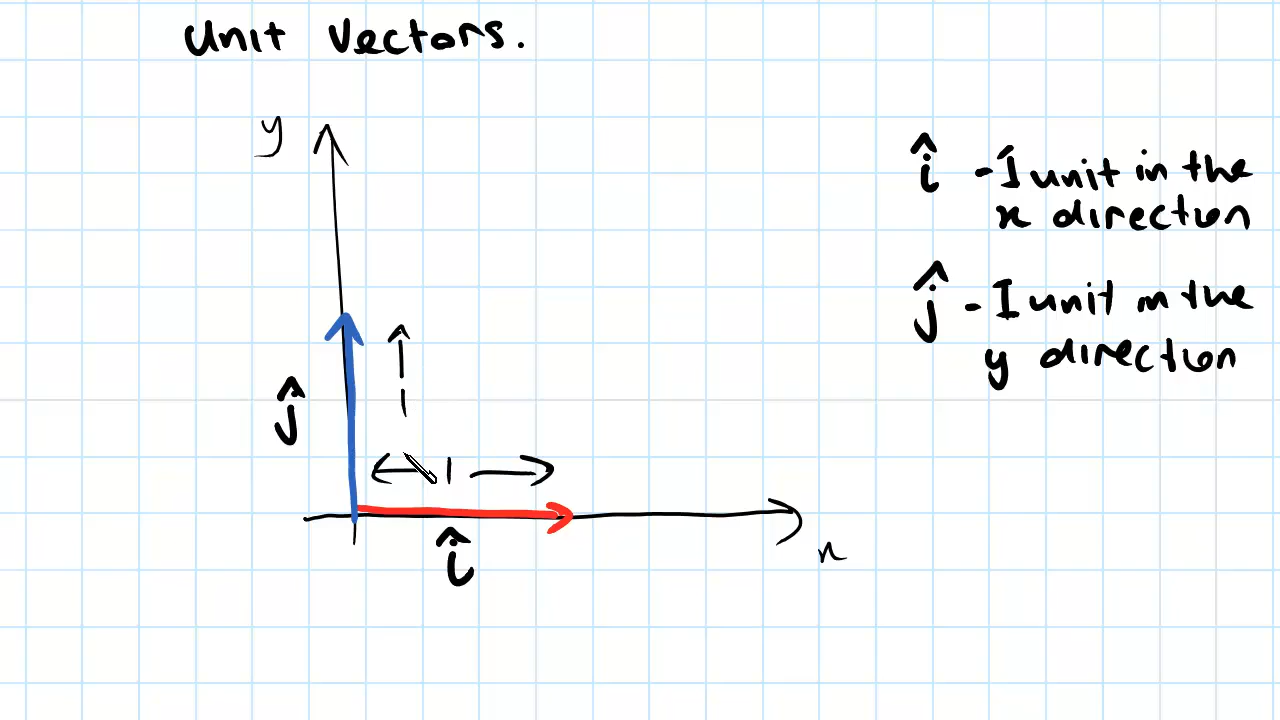 Unit Vectors.
y
î - 1 unit in the
x direction
ĵ - 1 unit in the
y direction
1
ĵ
1
î
x